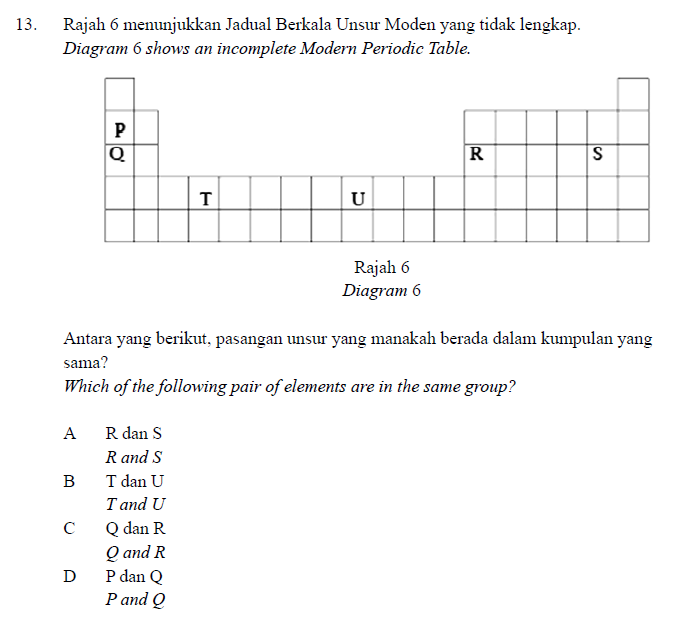 13. Rajah 6 menunjukkan Jadual Berkala Unsur Moden yang tidak lengkap.
Diagram 6 shows an incomplete Modern Periodic Table.
P
Q R S
T U
Rajah 6
Diagram 6
Antara yang berikut, pasangan unsur yang manakah berada dalam kumpulan yang
sama?
Which of the following pair of elements are in the same group?
A R dan S
R and S
B T dan U
T and U
C Q dan R
Q and R
D P dan Q
P and Q